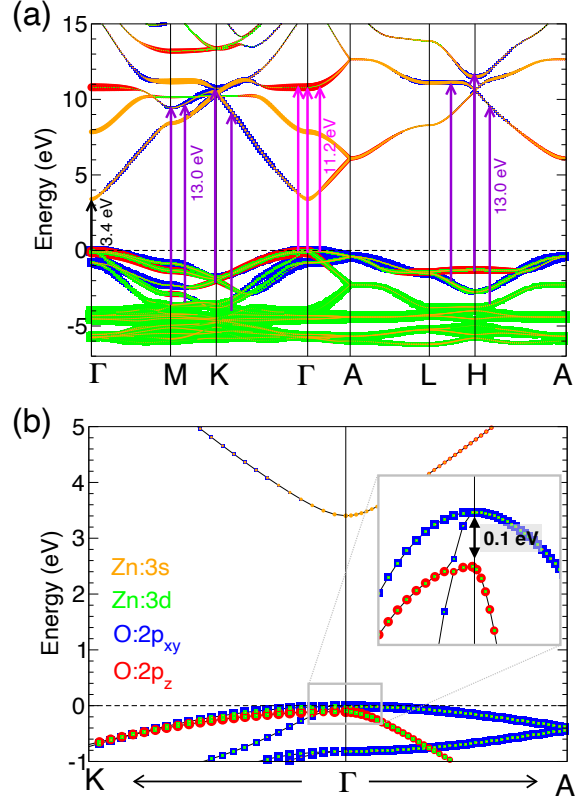 (a)
15
10
5
0
-5
Energy (eV)
3.4 eV
13.0 eV
11.2 eV
13.0 eV
Γ M K Γ A L H A
(b)
5
4
3
2
1
0
-1
Energy (eV)
Zn:3s
Zn:3d
O:2pxy
O:2pz
0.1 eV
K Γ A